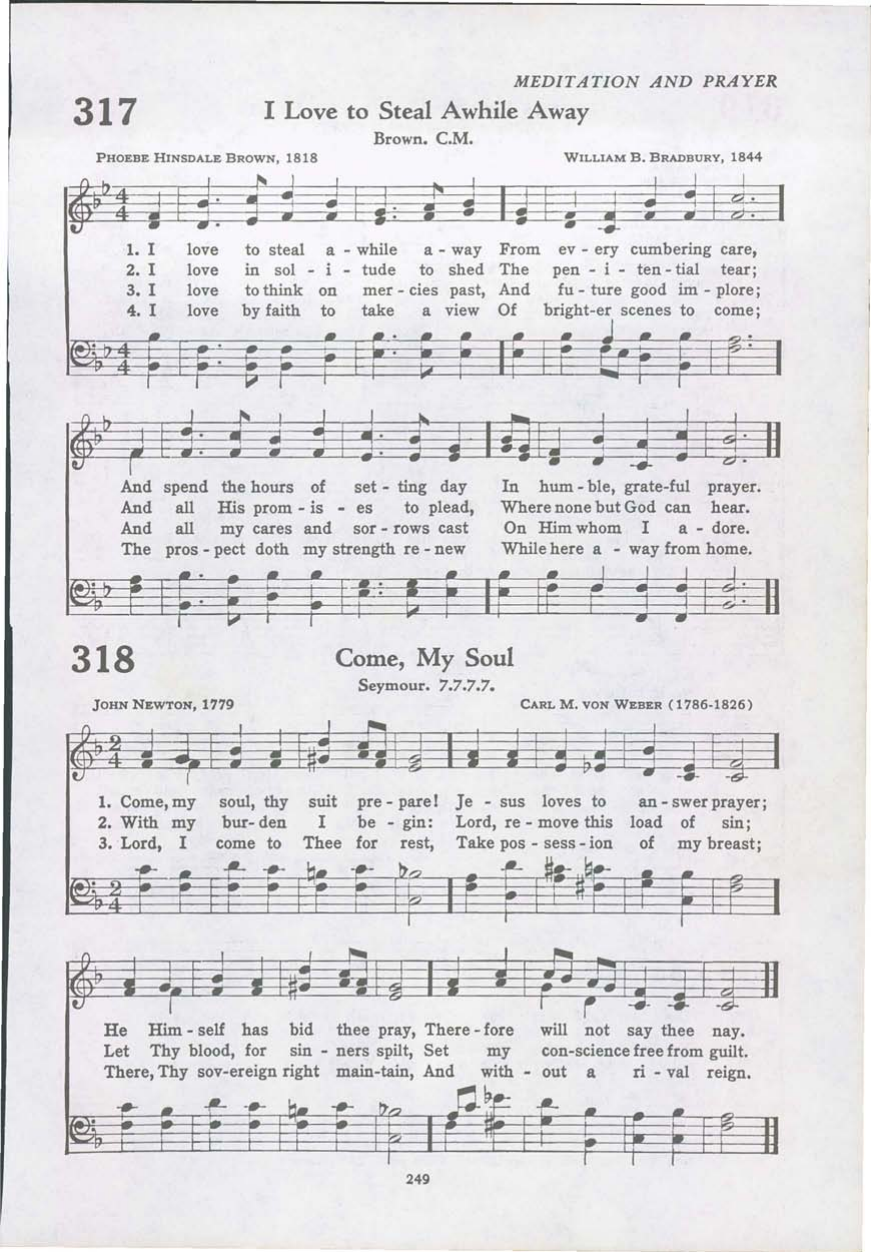 MEDITATION AND PRAYER
317 I Love to Steal Awhile Away
Brown. C.M.
PHOEBE HINSDALE BROWN, 1818 WILLIAM B. BRADBURY, 1844
4
4
1. I love to steal a - while a - way From ev - ery cumbering care,
2. I love in sol - i - tude to shed The pen - i - ten - tial tear;
3. I love to think on mer - cies past, And fu - ture good im - plore;
4. I love by faith to take a view Of bright-er scenes to come;
4
4
And spend the hours of set - ting day In hum - ble, grate-ful prayer.
And all His prom - is - es to plead, Where none but God can hear.
And all my cares and sor - rows cast On Him whom I a - dore.
The pros - pect doth my strength re - new While here a - way from home.
318 Come, My Soul
Seymour. 7.7.7.7.
JOHN NEWTON, 1779 CARL M. VON WEBER (1786-1826)
2
4
1. Come, my soul, thy suit pre - pare! Je - sus loves to an - swer prayer;
2. With my bur- den I be - gin: Lord, re - move this load of sin;
3. Lord, I come to Thee for rest, Take pos - sess - ion of my breast;
2
4
He Him - self has bid thee pray, There - fore will not say thee nay.
Let Thy blood, for sin - ners spilt, Set my con-science free from guilt.
There, Thy sov-ereign right main-tain, And with - out a ri - val reign.
249